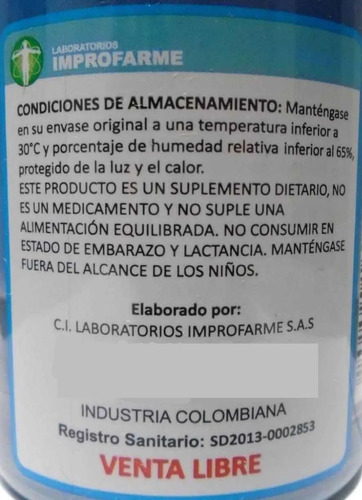 LABORATORIOS
IMPROFARME
CONDICIONES DE ALMACENAMIENTO: Manténgase
en su envase original a una temperatura inferior a
30°C y porcentaje de humedad relativa inferior al 65%,
protegido de la luz y el calor.
ESTE PRODUCTO ES UN SUPLEMENTO DIETARIO, NO
ES UN MEDICAMENTO Y NO SUPLE UNA
ALIMENTACIÓN EQUILIBRADA. NO CONSUMIR EN
ESTADO DE EMBARAZO Y LACTANCIA. MANTÉNGASE
FUERA DEL ALCANCE DE LOS NIÑOS.
Elaborado por:
C.I. LABORATORIOS IMPROFARME S.A.S
INDUSTRIA COLOMBIANA
Registro Sanitario: SD2013-0002853
VENTA LIBRE